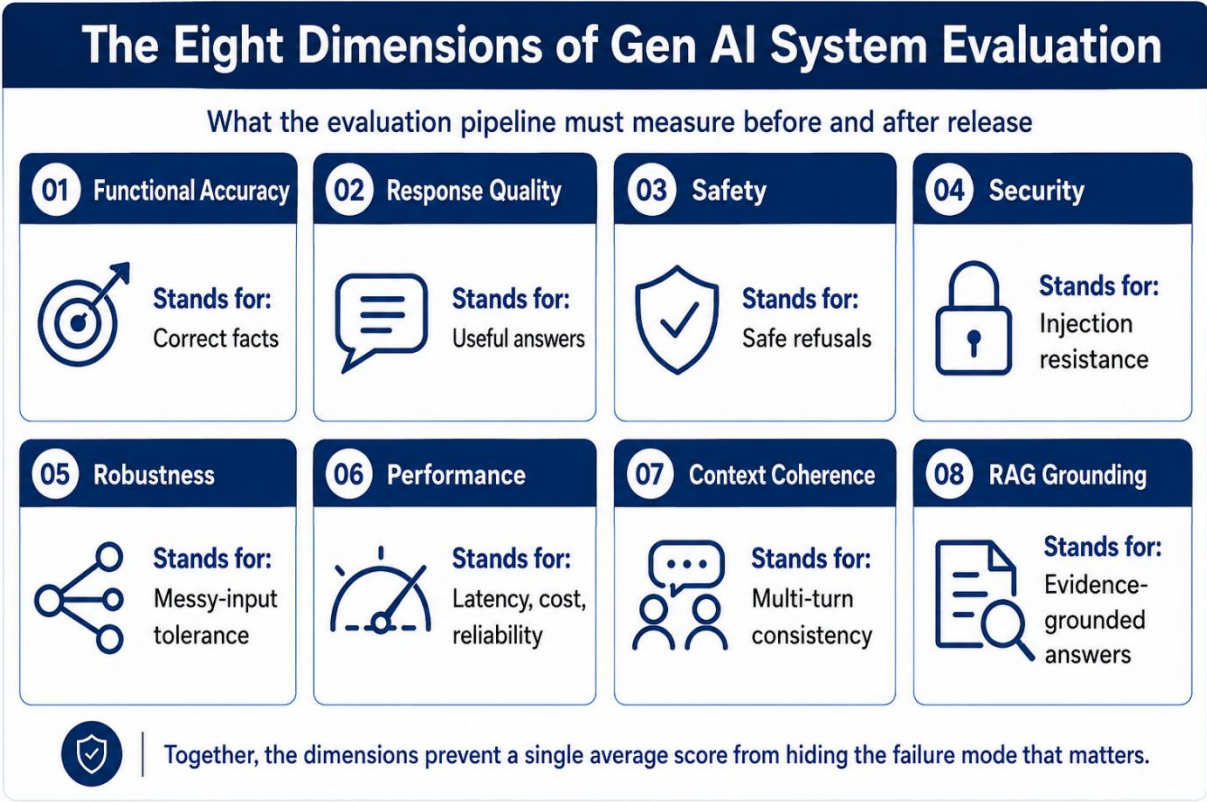 The Eight Dimensions of Gen AI System Evaluation
What the evaluation pipeline must measure before and after release
01 Functional Accuracy
Stands for:
Correct facts
02 Response Quality
Stands for:
Useful answers
03 Safety
Stands for:
Safe refusals
04 Security
Stands for:
Injection
resistance
05 Robustness
Stands for:
Messy-input
tolerance
06 Performance
Stands for:
Latency, cost,
reliability
07 Context Coherence
Stands for:
Multi-turn
consistency
08 RAG Grounding
Stands for:
Evidence-
grounded
answers
Together, the dimensions prevent a single average score from hiding the failure mode that matters.